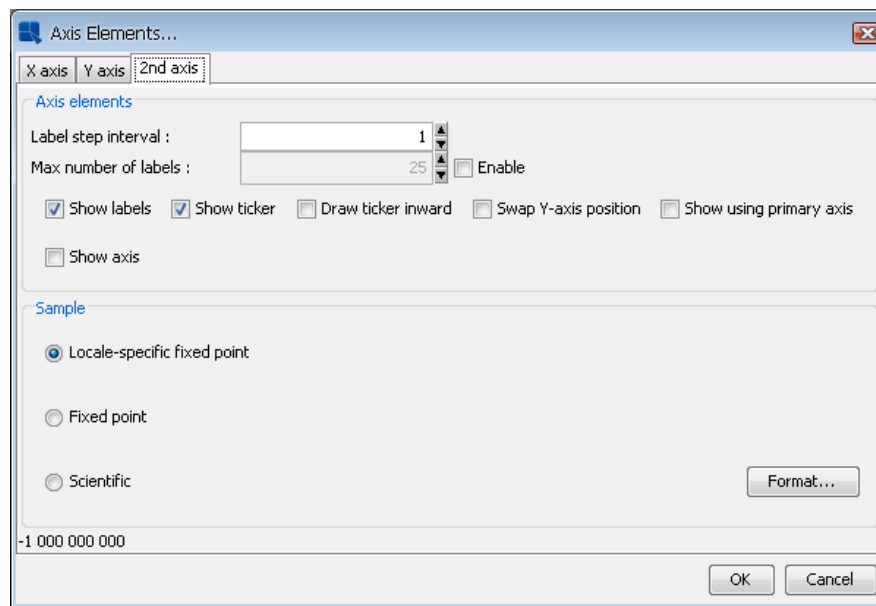 Axis Elements...
X axis Y axis 2nd axis
Axis elements
Label step interval : 1
Max number of labels : 25 Enable
Show labels Show ticker Draw ticker inward Swap Y-axis position Show using primary axis
Show axis
Sample
Locale-specific fixed point
Fixed point
Scientific Format...
-1 000 000 000
OK Cancel